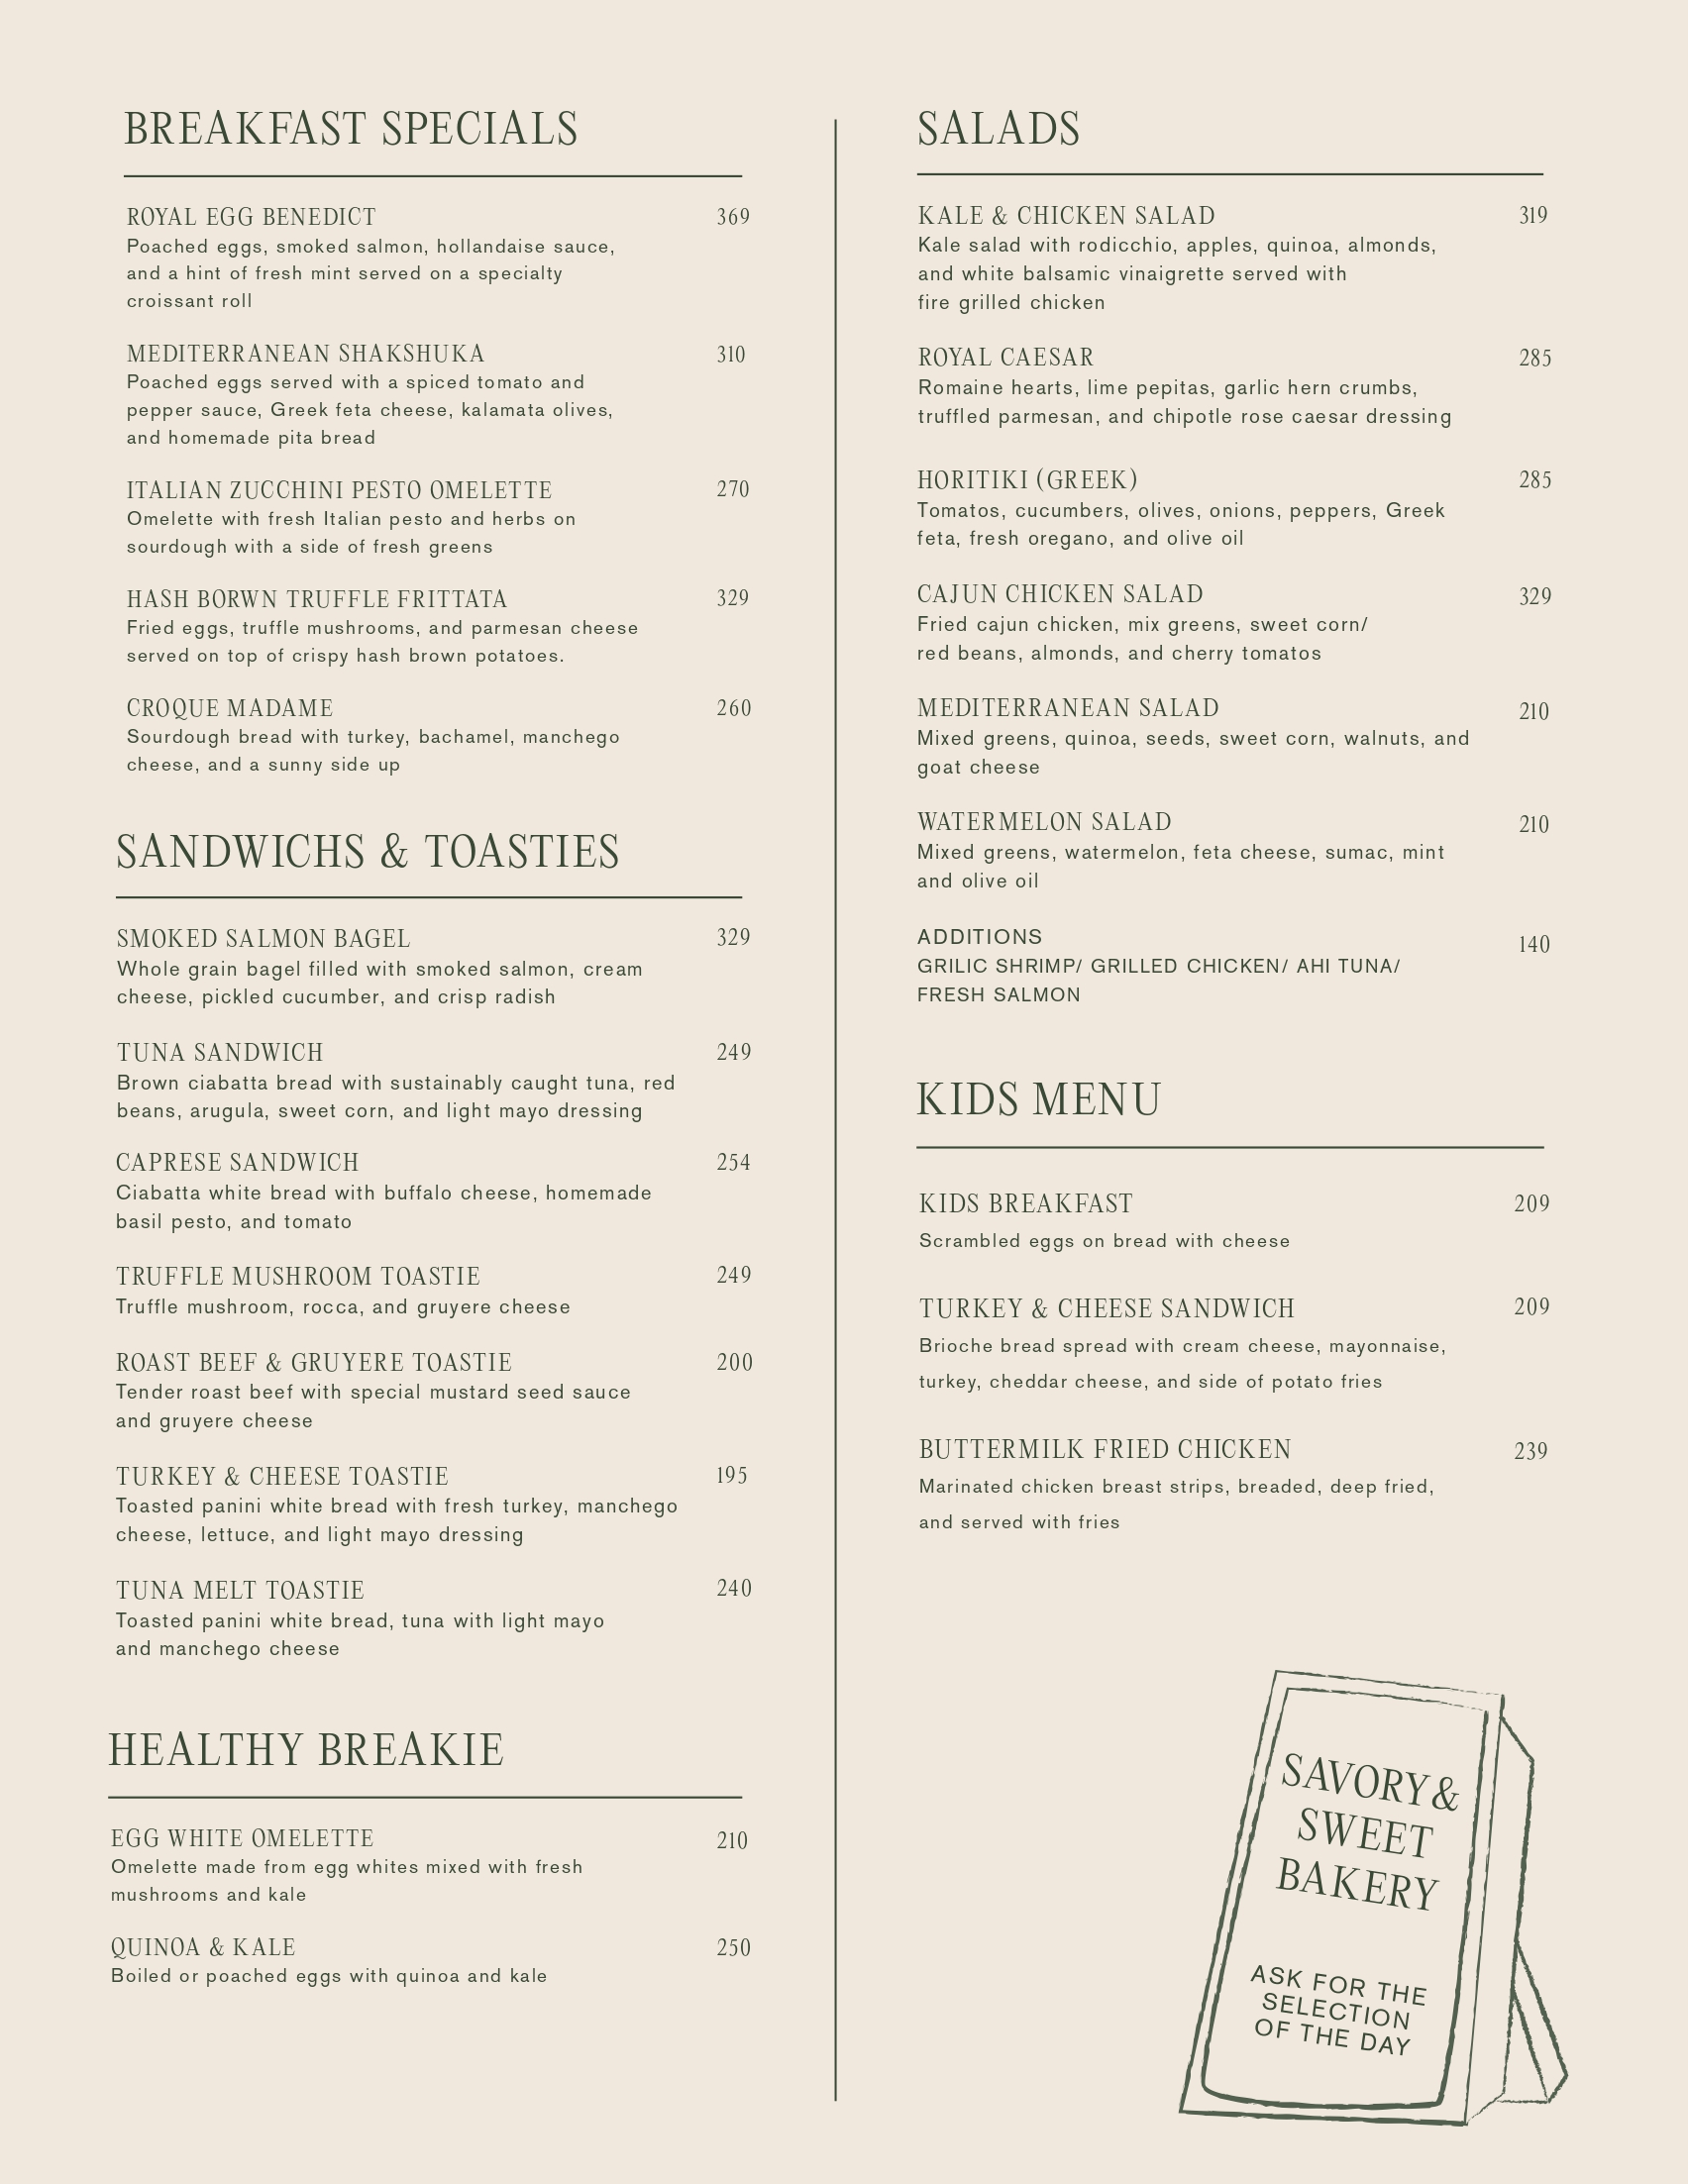 BREAKFAST SPECIALS
ROYAL EGG BENEDICT 369
Poached eggs, smoked salmon, hollandaise sauce,
and a hint of fresh mint served on a specialty
croissant roll
MEDITERRANEAN SHAKSHUKA 310
Poached eggs served with a spiced tomato and
pepper sauce, Greek feta cheese, kalamata olives,
and homemade pita bread
ITALIAN ZUCCHINI PESTO OMELETTE 270
Omelette with fresh Italian pesto and herbs on
sourdough with a side of fresh greens
HASH BORWN TRUFFLE FRITTATA 329
Fried eggs, truffle mushrooms, and parmesan cheese
served on top of crispy hash brown potatoes.
CROQUE MADAME 260
Sourdough bread with turkey, bachamel, manchego
cheese, and a sunny side up
SANDWICHS & TOASTIES
SMOKED SALMON BAGEL 329
Whole grain bagel filled with smoked salmon, cream
cheese, pickled cucumber, and crisp radish
TUNA SANDWICH 249
Brown ciabatta bread with sustainably caught tuna, red
beans, arugula, sweet corn, and light mayo dressing
CAPRESE SANDWICH 254
Ciabatta white bread with buffalo cheese, homemade
basil pesto, and tomato
TRUFFLE MUSHROOM TOASTIE 249
Truffle mushroom, rocca, and gruyere cheese
ROAST BEEF & GRUYERE TOASTIE 200
Tender roast beef with special mustard seed sauce
and gruyere cheese
TURKEY & CHEESE TOASTIE 195
Toasted panini white bread with fresh turkey, manchego
cheese, lettuce, and light mayo dressing
TUNA MELT TOASTIE 240
Toasted panini white bread, tuna with light mayo
and manchego cheese
HEALTHY BREAKIE
EGG WHITE OMELETTE 210
Omelette made from egg whites mixed with fresh
mushrooms and kale
QUINOA & KALE 250
Boiled or poached eggs with quinoa and kale
SALADS
KALE & CHICKEN SALAD 319
Kale salad with rodicchio, apples, quinoa, almonds,
and white balsamic vinaigrette served with
fire grilled chicken
ROYAL CAESAR 285
Romaine hearts, lime pepitas, garlic hern crumbs,
truffled parmesan, and chipotle rose caesar dressing
HORITIKI (GREEK) 285
Tomatos, cucumbers, olives, onions, peppers, Greek
feta, fresh oregano, and olive oil
CAJUN CHICKEN SALAD 329
Fried cajun chicken, mix greens, sweet corn/
red beans, almonds, and cherry tomatos
MEDITERRANEAN SALAD 210
Mixed greens, quinoa, seeds, sweet corn, walnuts, and
goat cheese
WATERMELON SALAD 210
Mixed greens, watermelon, feta cheese, sumac, mint
and olive oil
ADDITIONS 140
GRILIC SHRIMP/ GRILLED CHICKEN/ AHI TUNA/
FRESH SALMON
KIDS MENU
KIDS BREAKFAST 209
Scrambled eggs on bread with cheese
TURKEY & CHEESE SANDWICH 209
Brioche bread spread with cream cheese, mayonnaise,
turkey, cheddar cheese, and side of potato fries
BUTTERMILK FRIED CHICKEN 239
Marinated chicken breast strips, breaded, deep fried,
and served with fries
SAVORY&
SWEET
BAKERY
ASK FOR THE
SELECTION
OF THE DAY